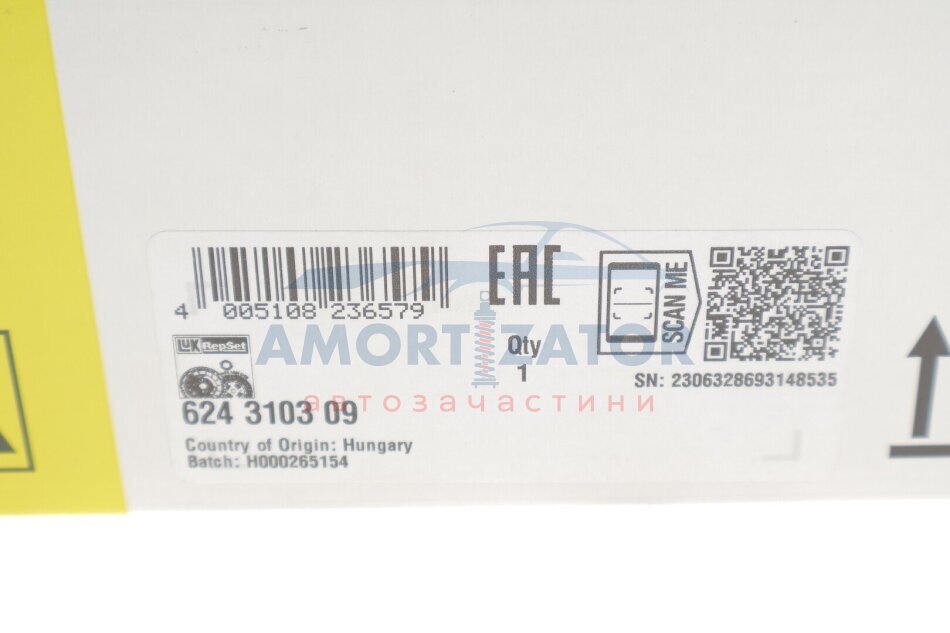 EAC
SCAN ME
4 005108 236579
LuK RepSet
AMORTIZATOR
Qty
1
SN: 2306328693148535
624 3103 09
автозачастини
Country of Origin: Hungary
Batch: H000265154